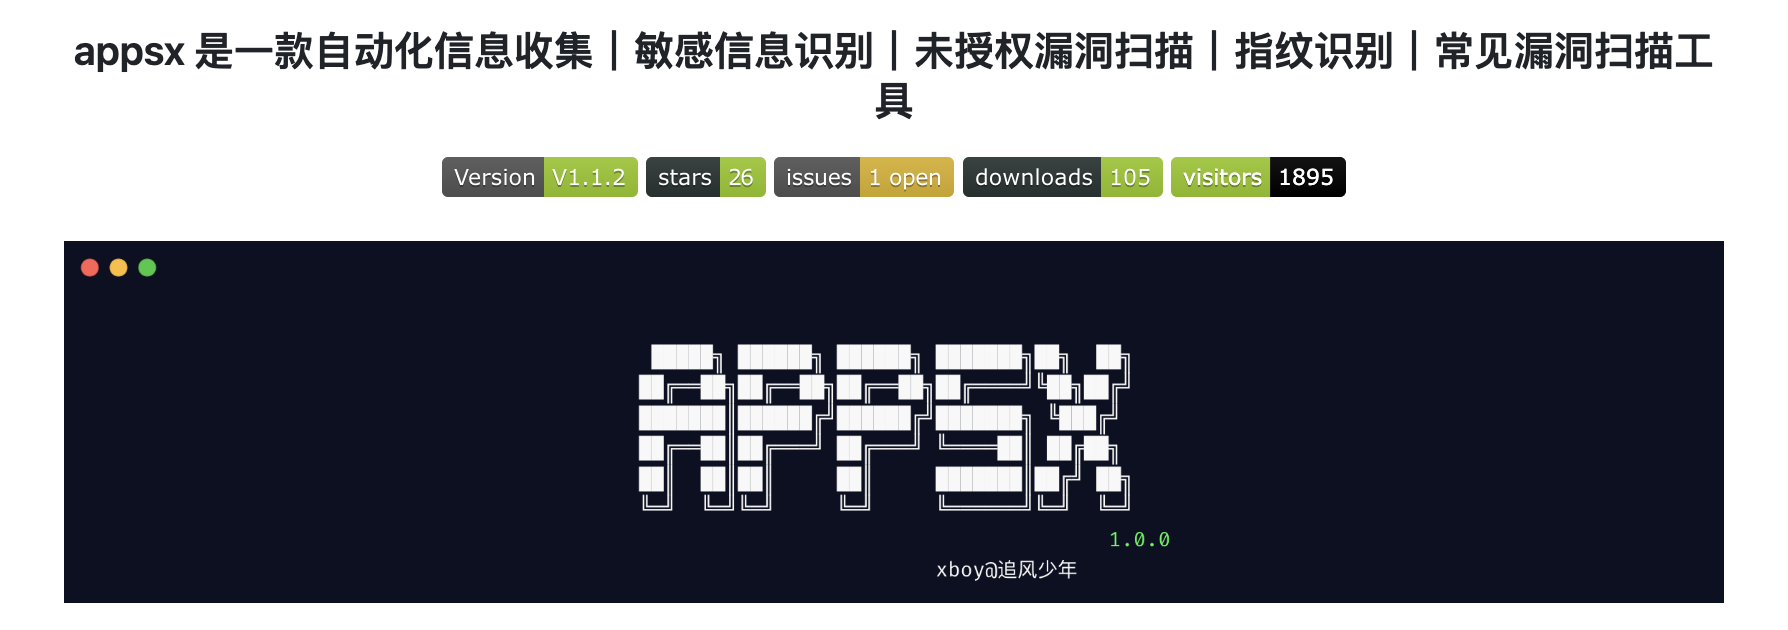 appsx 是一款自动化信息收集｜敏感信息识别｜未授权漏洞扫描｜指纹识别｜常见漏洞扫描工
具
Version V1.1.2 stars 26 issues 1 open downloads 105 visitors 1895
APPSX
1.0.0
xboy@追风少年